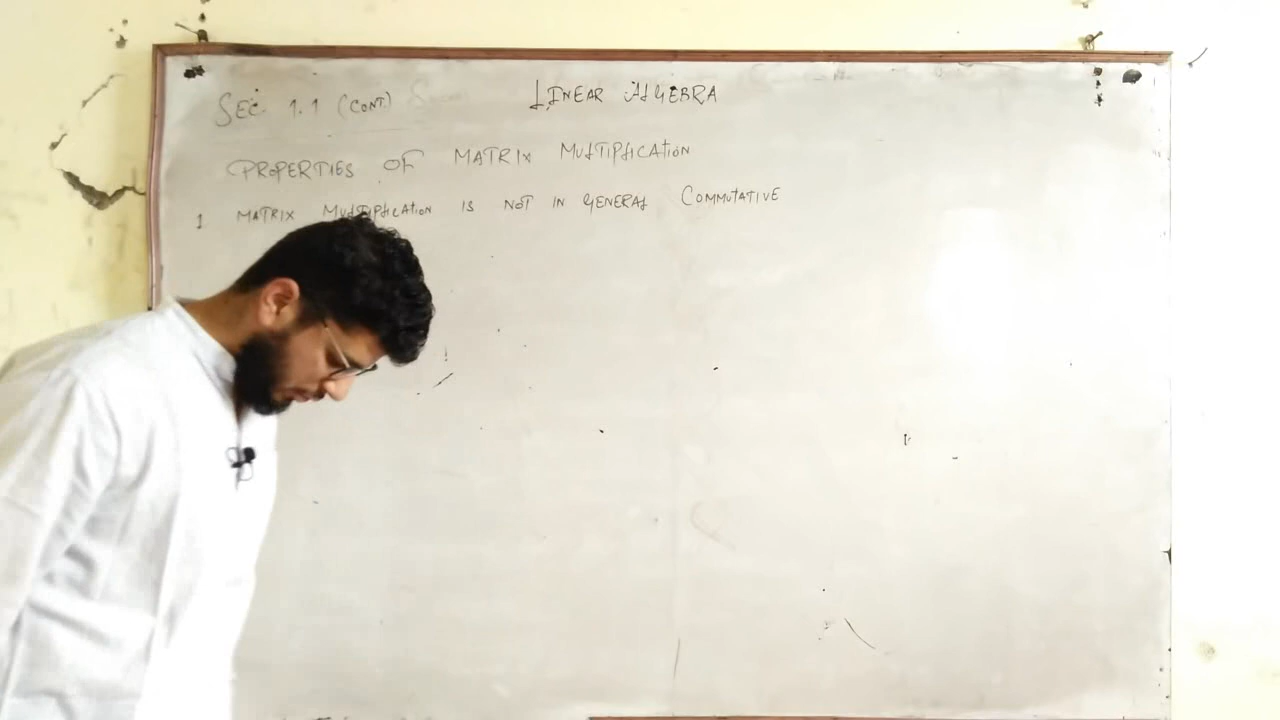 LINEAR ALGEBRA
SEC 1.1 (CONT.)
PROPERTIES OF MATRIX MULTIPLICATION
1 MATRIX MULTIPLICATION IS NOT IN GENERAL COMMUTATIVE